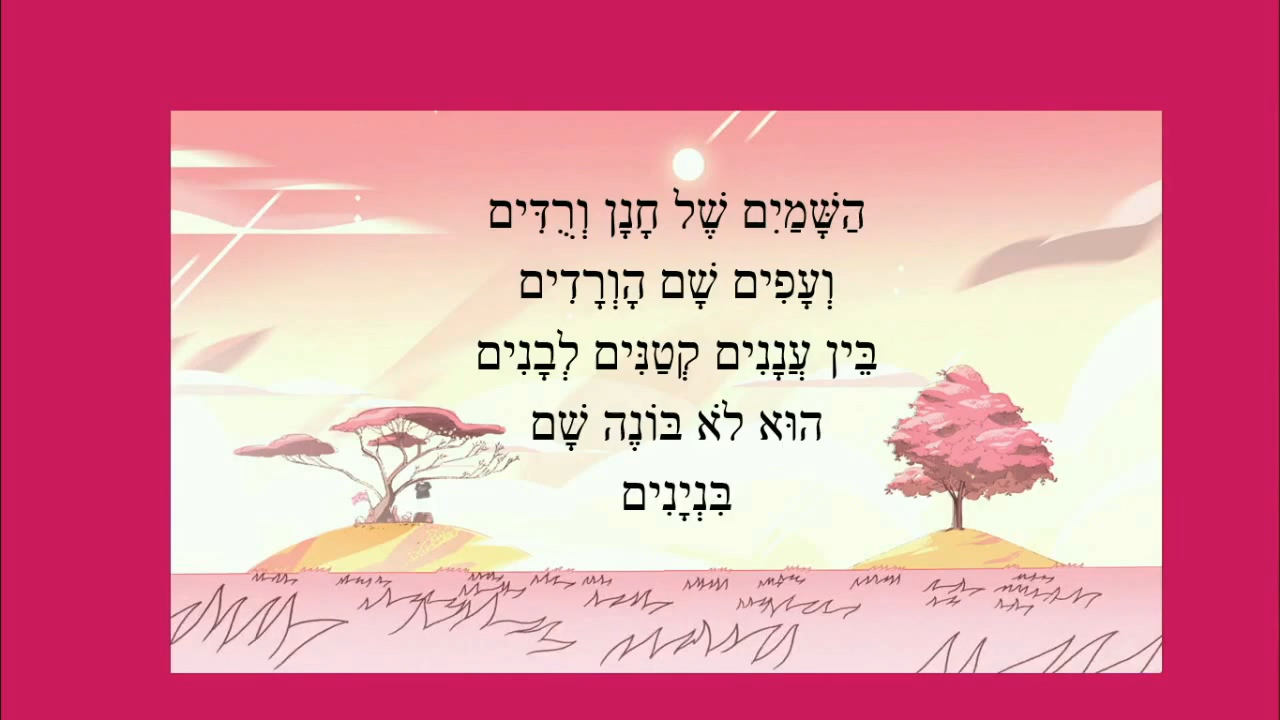 הַשָּׁמַיִם שֶׁל חָנָן וְרֻדִּים
וְעָפִים שָׁם הָוְרָדִים
בֵּין עֲנָנִים קְטַנִּים לְבָנִים
הוּא לֹא בּוֹנֶה שָׁם
בִּנְיָנִים